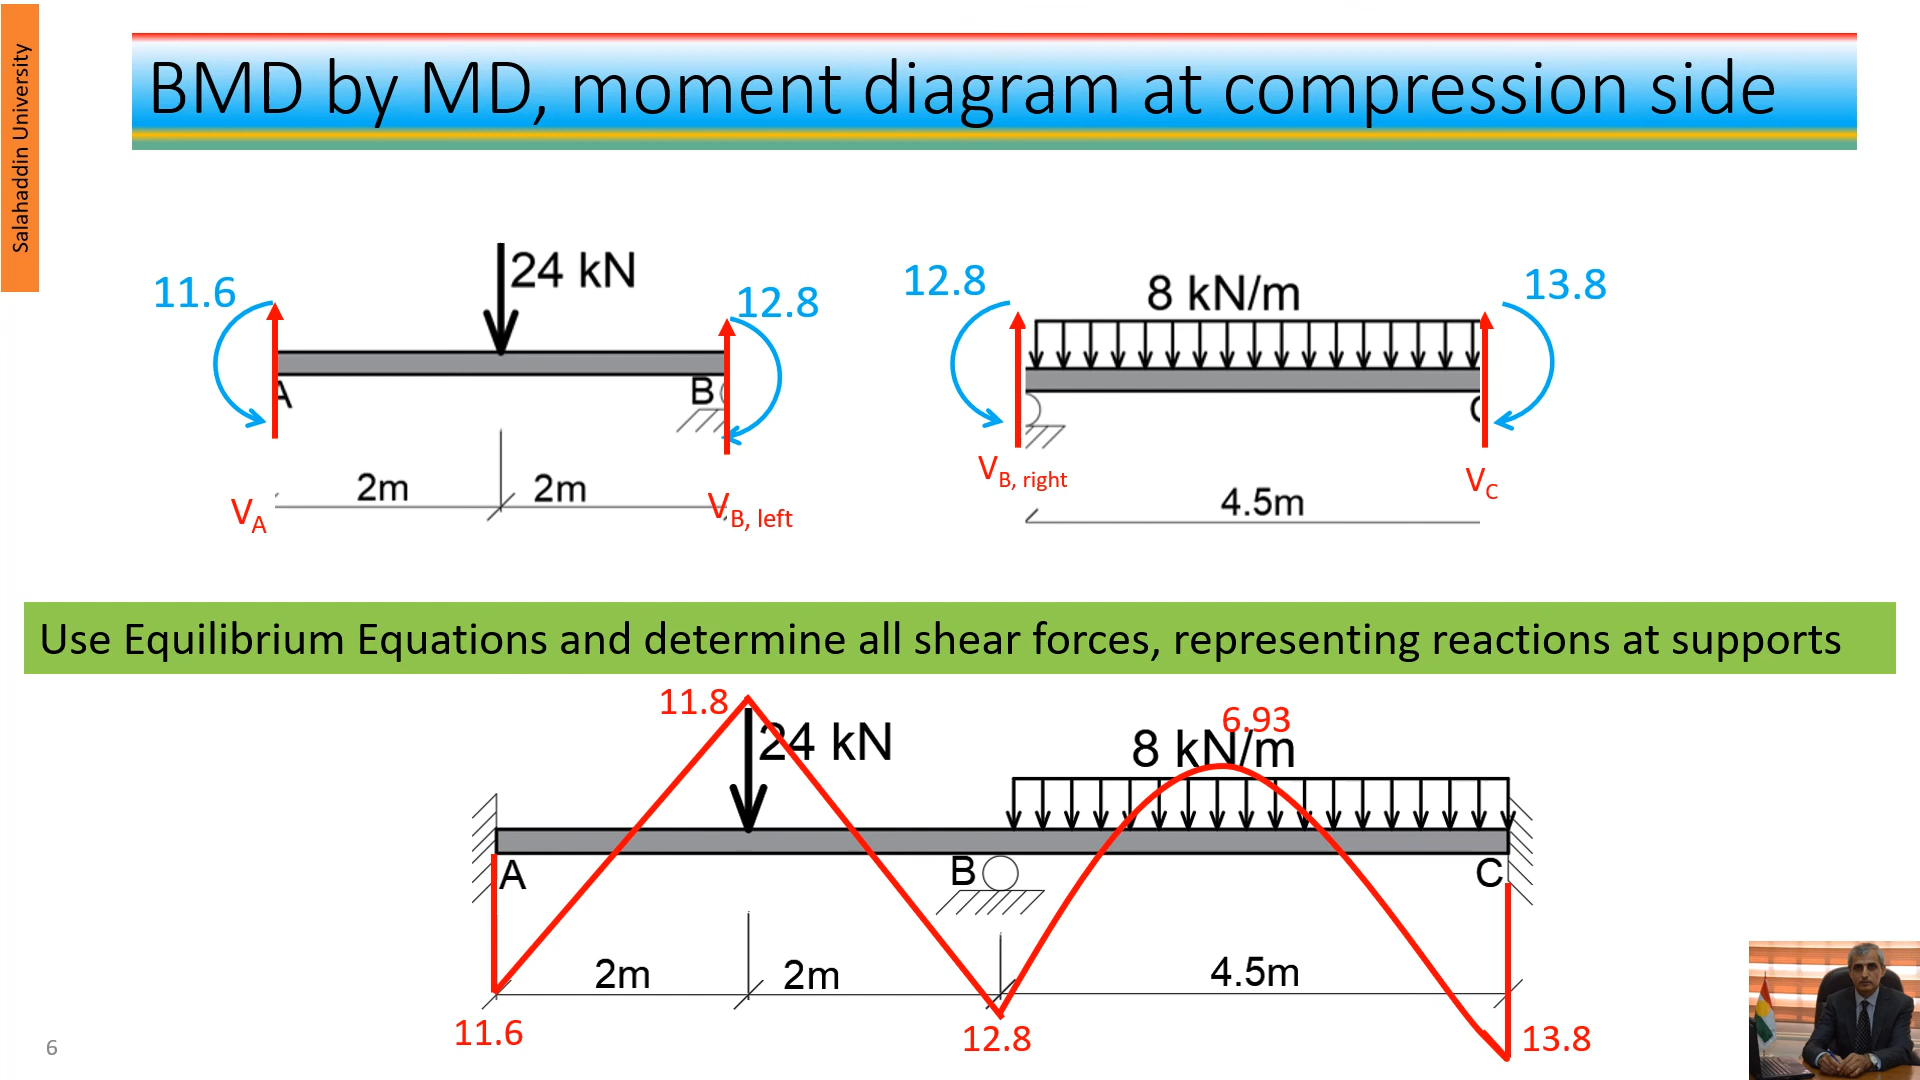 Salahaddin University
BMD by MD, moment diagram at compression side
11.6
24 kN
12.8
A
B
2m
2m
V_A
V_B, left
12.8
8 kN/m
13.8
C
V_B, right
V_C
4.5m
Use Equilibrium Equations and determine all shear forces, representing reactions at supports
11.8
24 kN
6.93
8 kN/m
A
B
C
2m
2m
4.5m
11.6
12.8
13.8
6